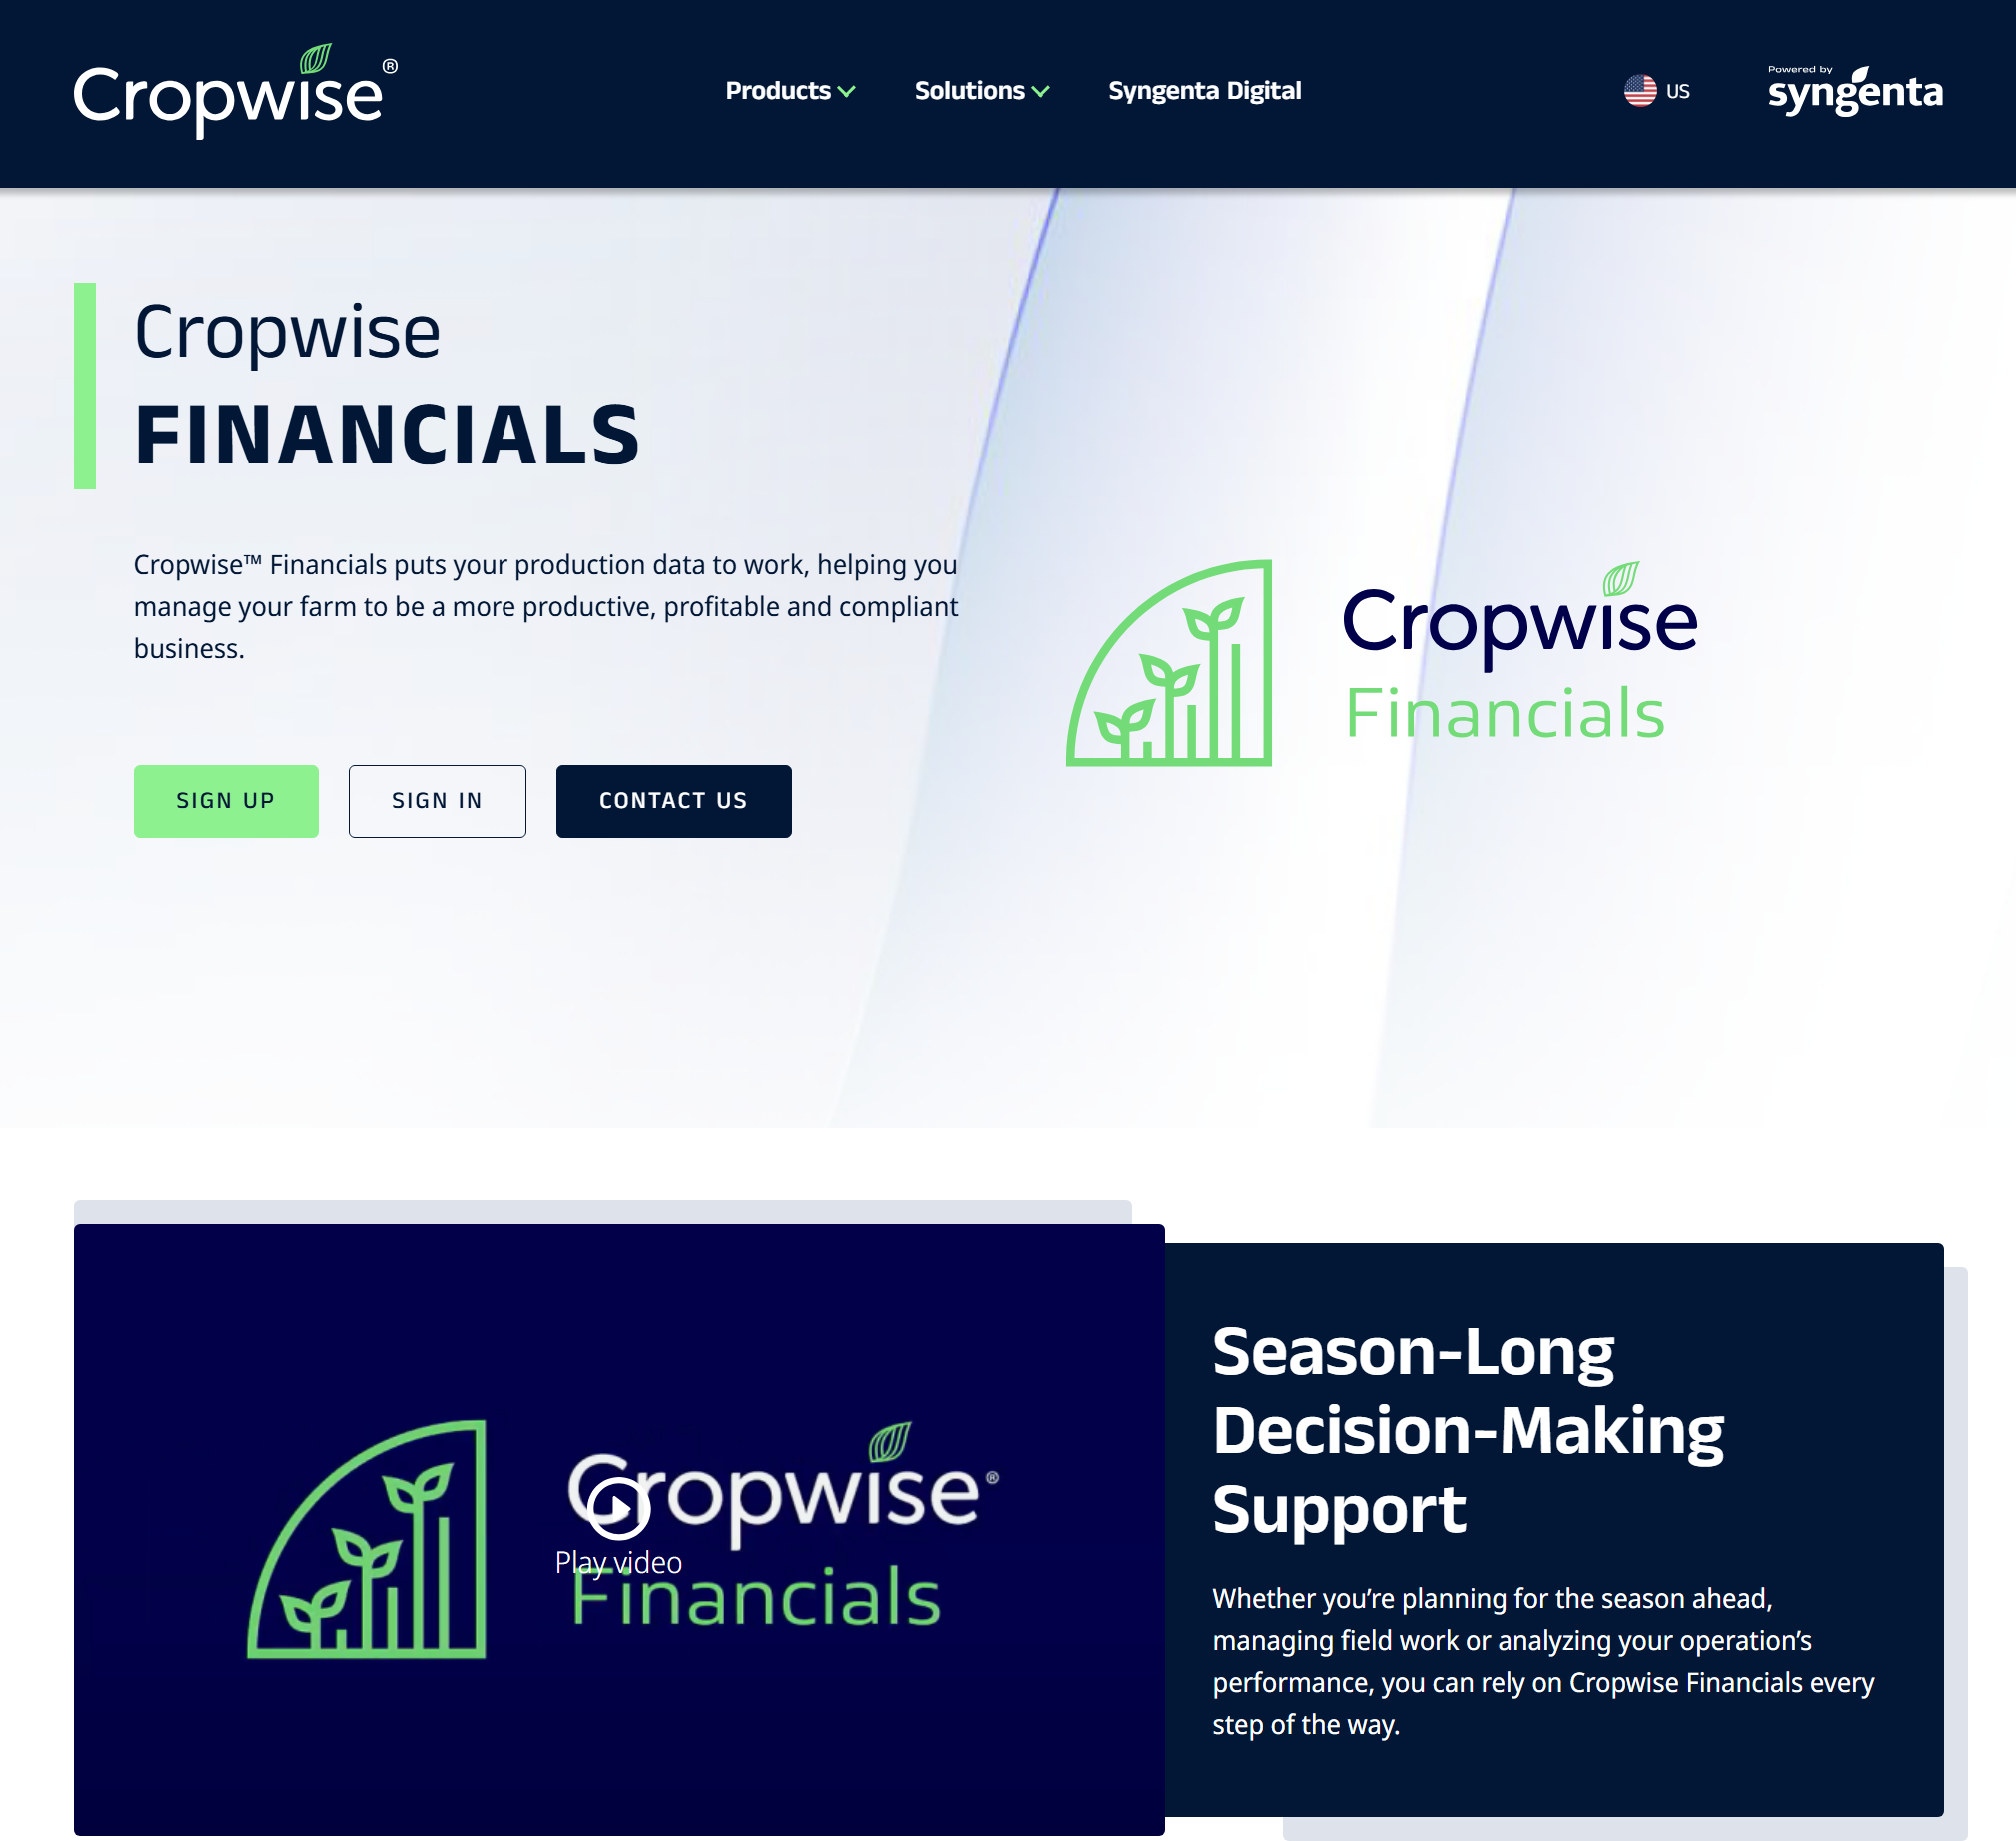 Cropwise®
Products
Solutions
Syngenta Digital
US
Powered by
syngenta
Cropwise
FINANCIALS
Cropwise™ Financials puts your production data to work, helping you
manage your farm to be a more productive, profitable and compliant
business.
Cropwise
Financials
SIGN UP
SIGN IN
CONTACT US
Cropwise®
Play video
Financials
Season-Long
Decision-Making
Support
Whether you’re planning for the season ahead,
managing field work or analyzing your operation’s
performance, you can rely on Cropwise Financials every
step of the way.